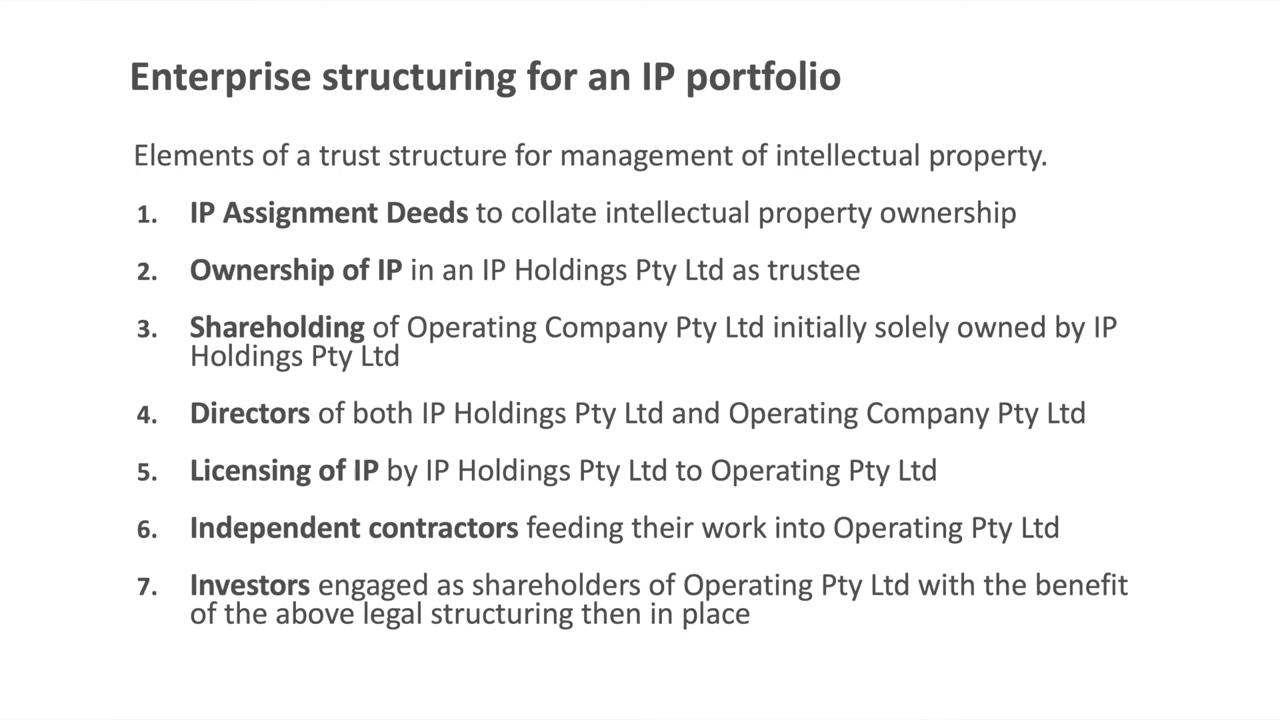 Enterprise structuring for an IP portfolio
Elements of a trust structure for management of intellectual property.
1. IP Assignment Deeds to collate intellectual property ownership
2. Ownership of IP in an IP Holdings Pty Ltd as trustee
3. Shareholding of Operating Company Pty Ltd initially solely owned by IP
Holdings Pty Ltd
4. Directors of both IP Holdings Pty Ltd and Operating Company Pty Ltd
5. Licensing of IP by IP Holdings Pty Ltd to Operating Pty Ltd
6. Independent contractors feeding their work into Operating Pty Ltd
7. Investors engaged as shareholders of Operating Pty Ltd with the benefit
of the above legal structuring then in place